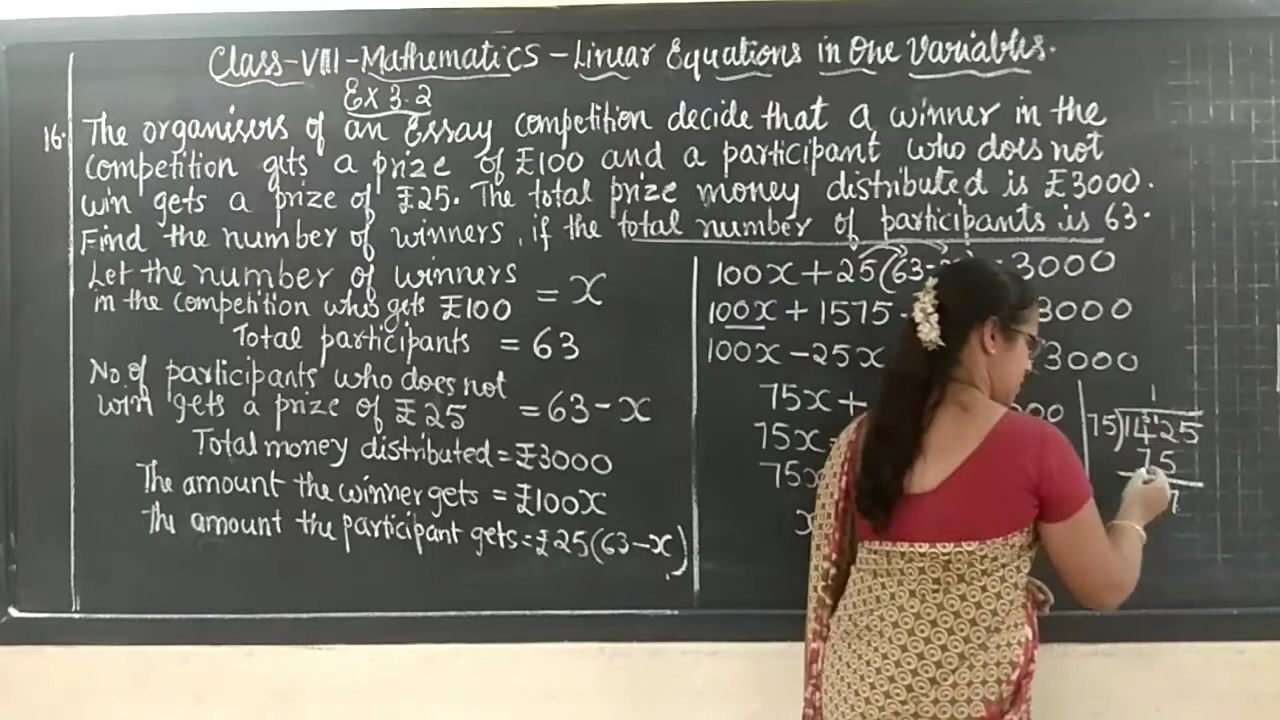 Class-VIII-Mathematics-Linear Equations in One Variables.
Ex 3.2
16. The organisers of an Essay competition decide that a winner in the
competition gets a prize of ₹100 and a participant who does not
win gets a prize of ₹25. The total prize money distributed is ₹3000.
Find the number of winners, if the total number of participants is 63.
Let the number of winners
in the competition who gets ₹100 = x
Total participants = 63
No. of participants who does not
win gets a prize of ₹25 = 63-x
Total money distributed = ₹3000
The amount the winner gets = ₹100x
The amount the participant gets = ₹25(63-x)
100x+25(63- 3000
100x+1575 - 3000
100x-25x 3000
75x+
75x
75x
x
1
75)1425
75
7